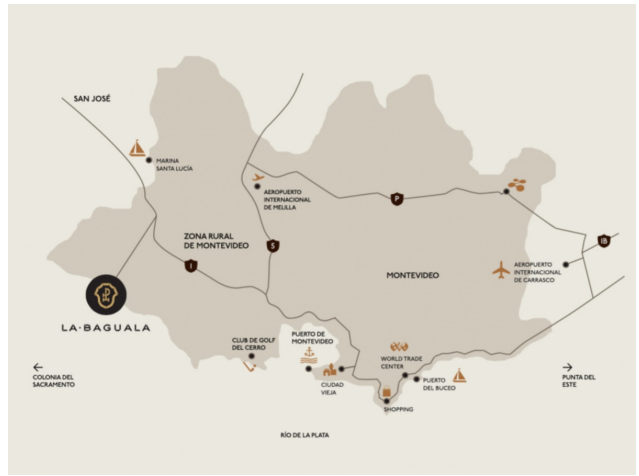 SAN JOSÉ
MARINA
SANTA LUCÍA
AEROPUERTO
INTERNACIONAL
DE MELILLA
P
ZONA RURAL
DE MONTEVIDEO
5
IB
1
MONTEVIDEO
AEROPUERTO
INTERNACIONAL
DE CARRASCO
LA·BAGUALA
CLUB DE GOLF
DEL CERRO
PUERTO DE
MONTEVIDEO
WORLD TRADE
CENTER
COLONIA DEL
SACRAMENTO
CIUDAD
VIEJA
PUERTO
DEL BUCEO
PUNTA DEL
ESTE
SHOPPING
RÍO DE LA PLATA